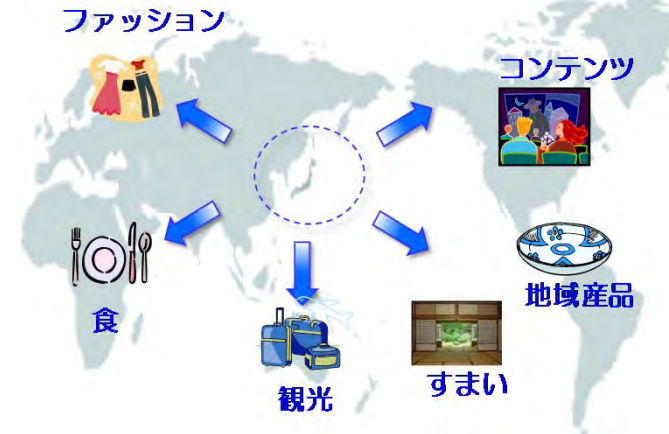 ファッション
コンテンツ
食
地域産品
観光
すまい